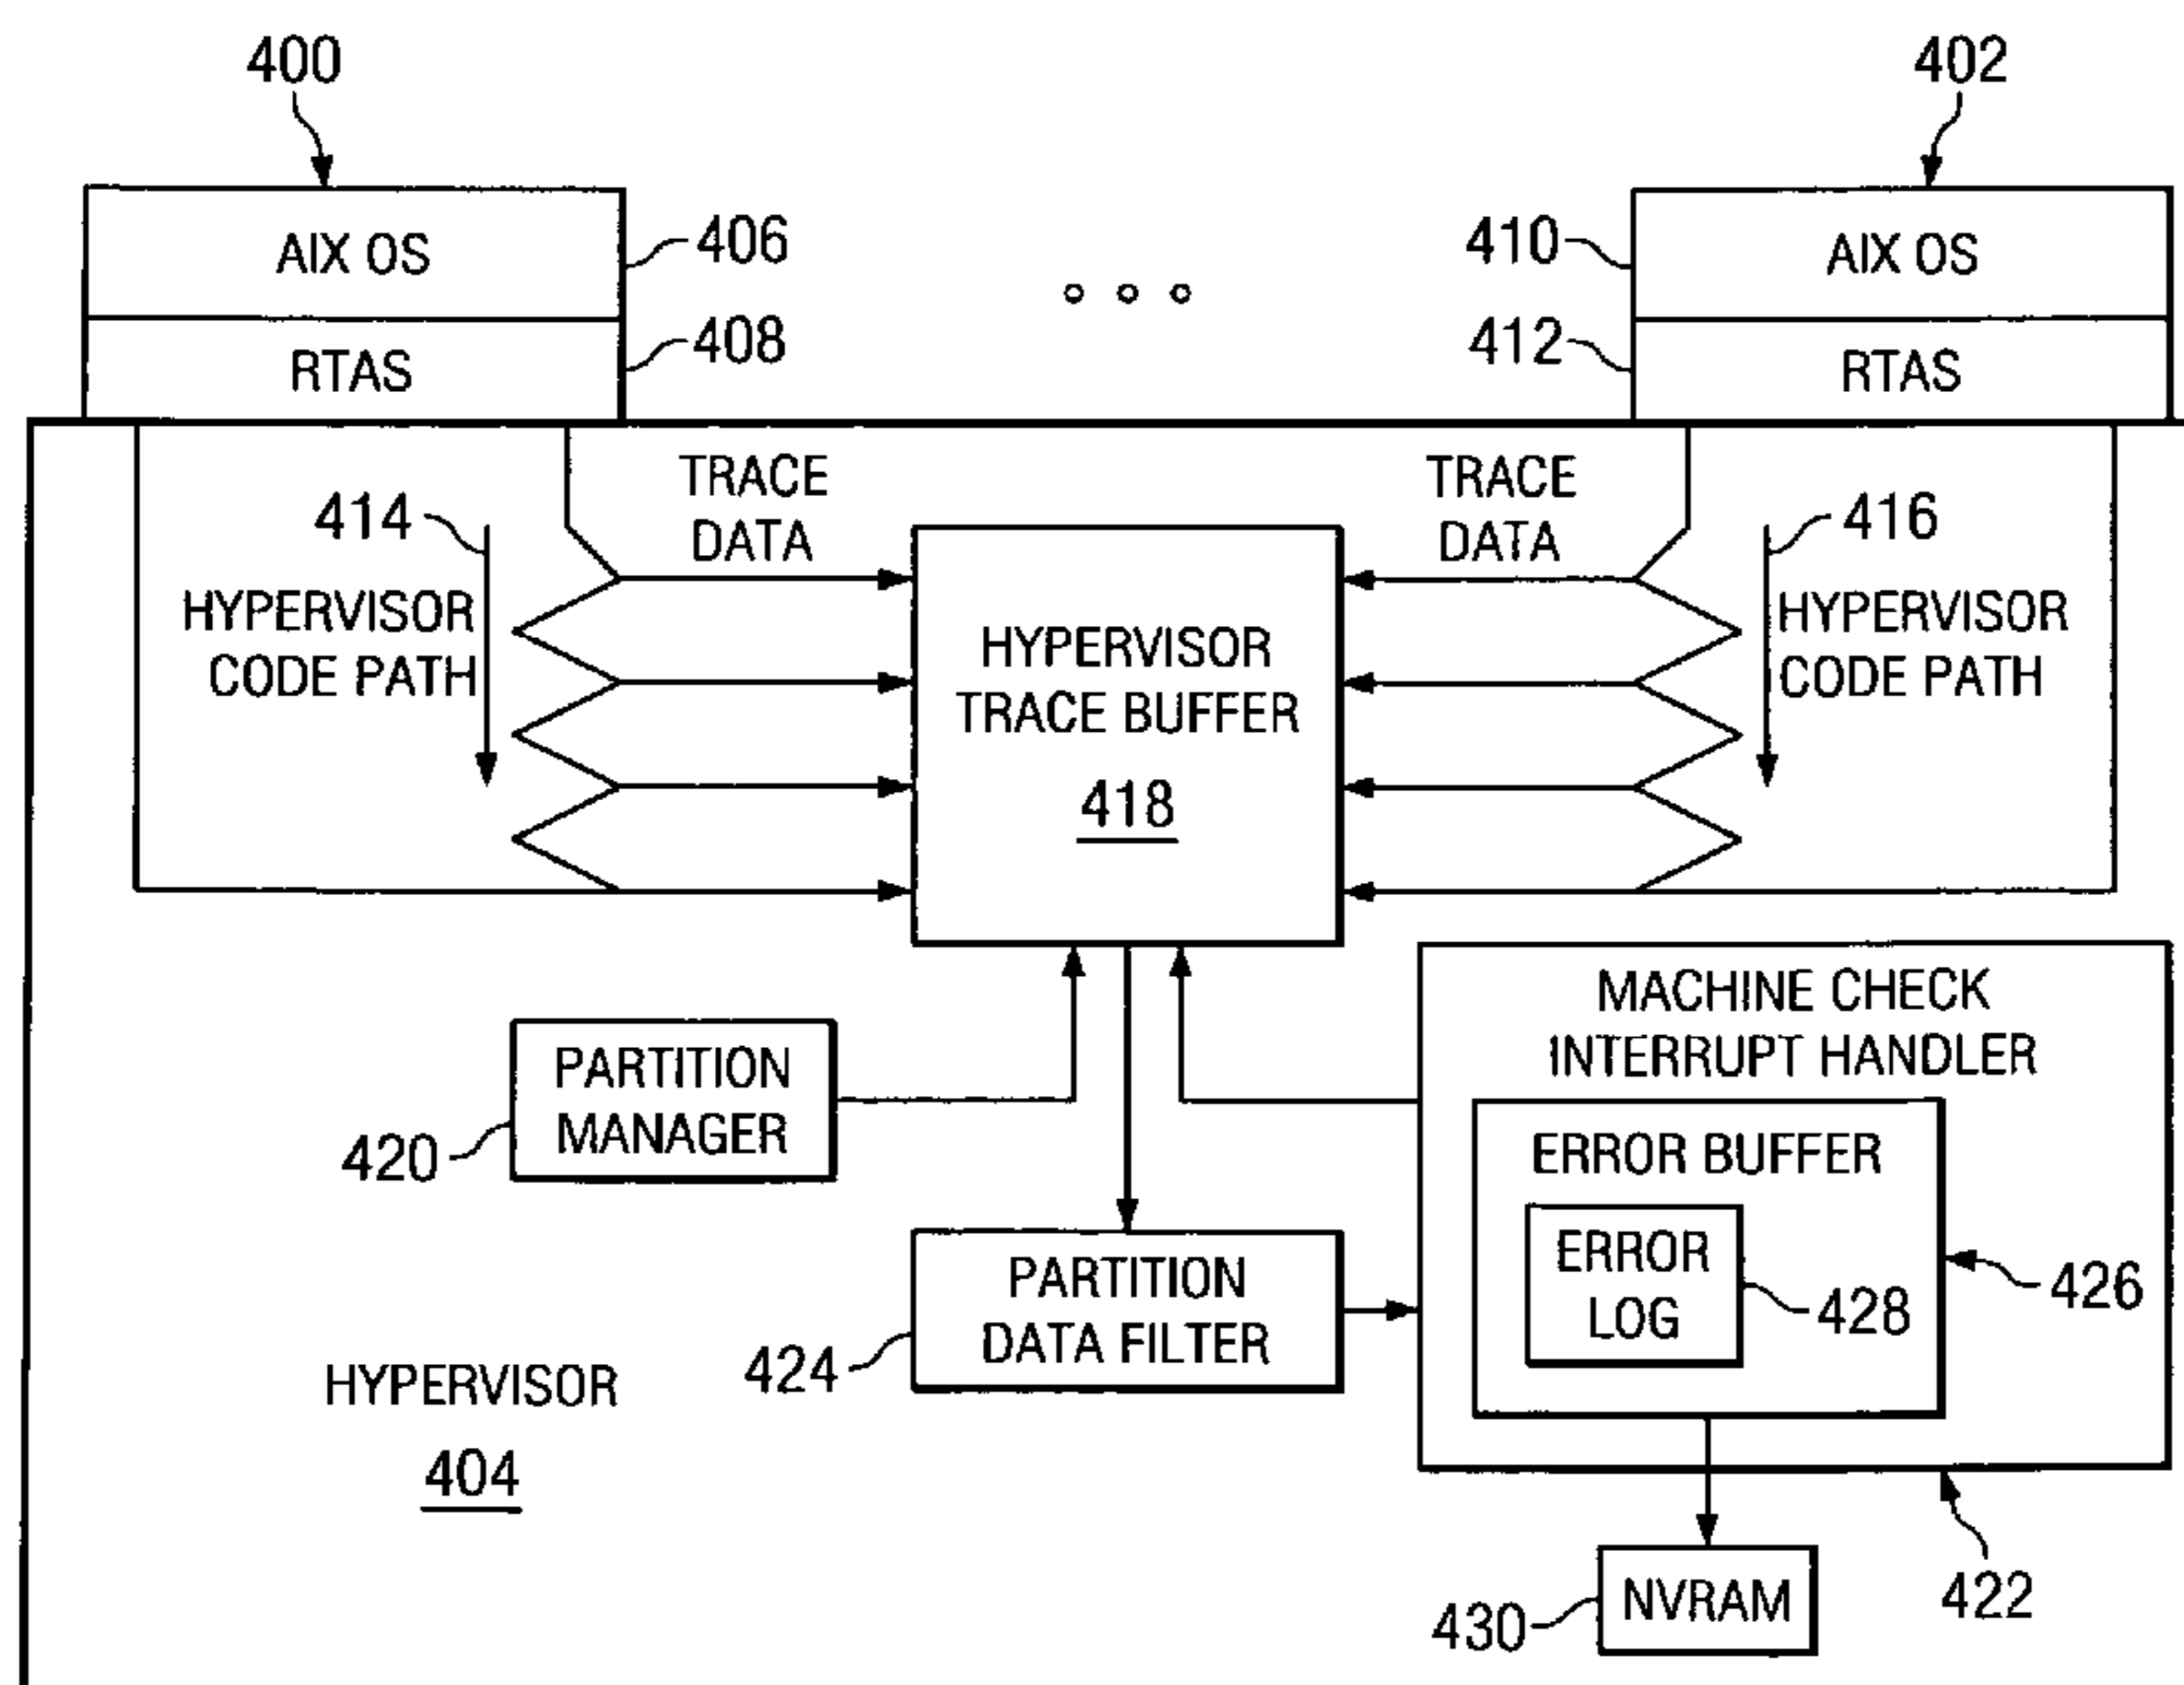 400
402
AIX OS
406
410
AIX OS
RTAS
408
412
RTAS
TRACE
DATA
TRACE
DATA
414
416
HYPERVISOR
CODE PATH
HYPERVISOR
TRACE BUFFER
418
HYPERVISOR
CODE PATH
PARTITION
MANAGER
420
MACHINE CHECK
INTERRUPT HANDLER
ERROR BUFFER
ERROR
LOG
428
426
PARTITION
DATA FILTER
424
HYPERVISOR
404
NVRAM
430
422